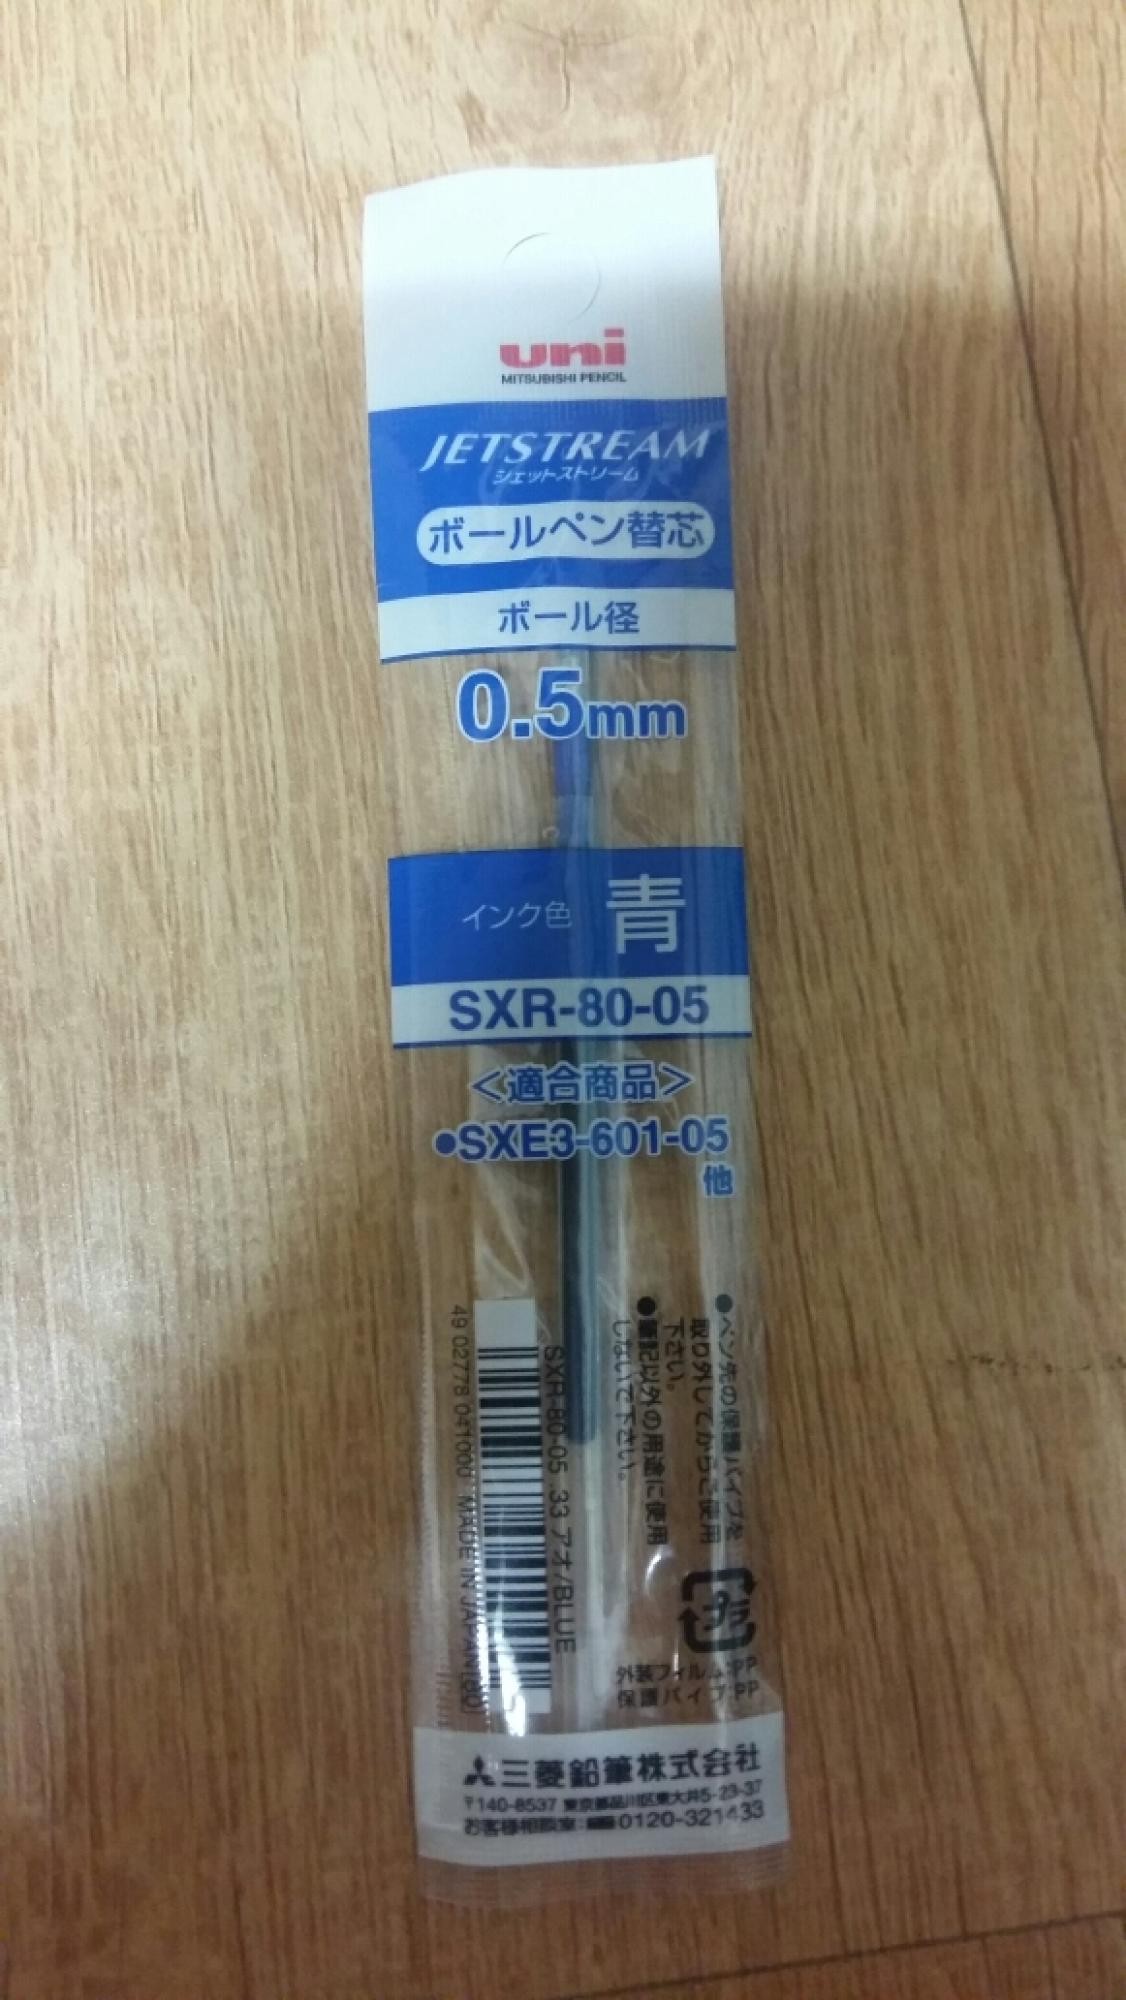 uni
MITSUBISHI PENCIL
JETSTREAM
ジェットストリーム
ボールペン替芯
ボール径
0.5mm
インク色 青
SXR-80-05
<適合商品>
●SXE3-601-05
他
●ペン先の保護パイプを
取り外してからご使用
下さい。
●筆記以外の用途に使用
しないで下さい。
SXR-80-05 .33 アオ/BLUE
49 02778 041000 MADE IN JAPAN [80]
プラ
外装フィルム:PP
保護パイプ:PP
三菱鉛筆株式会社
〒140-8537 東京都品川区東大井5-23-37
お客様相談室: 0120-321433